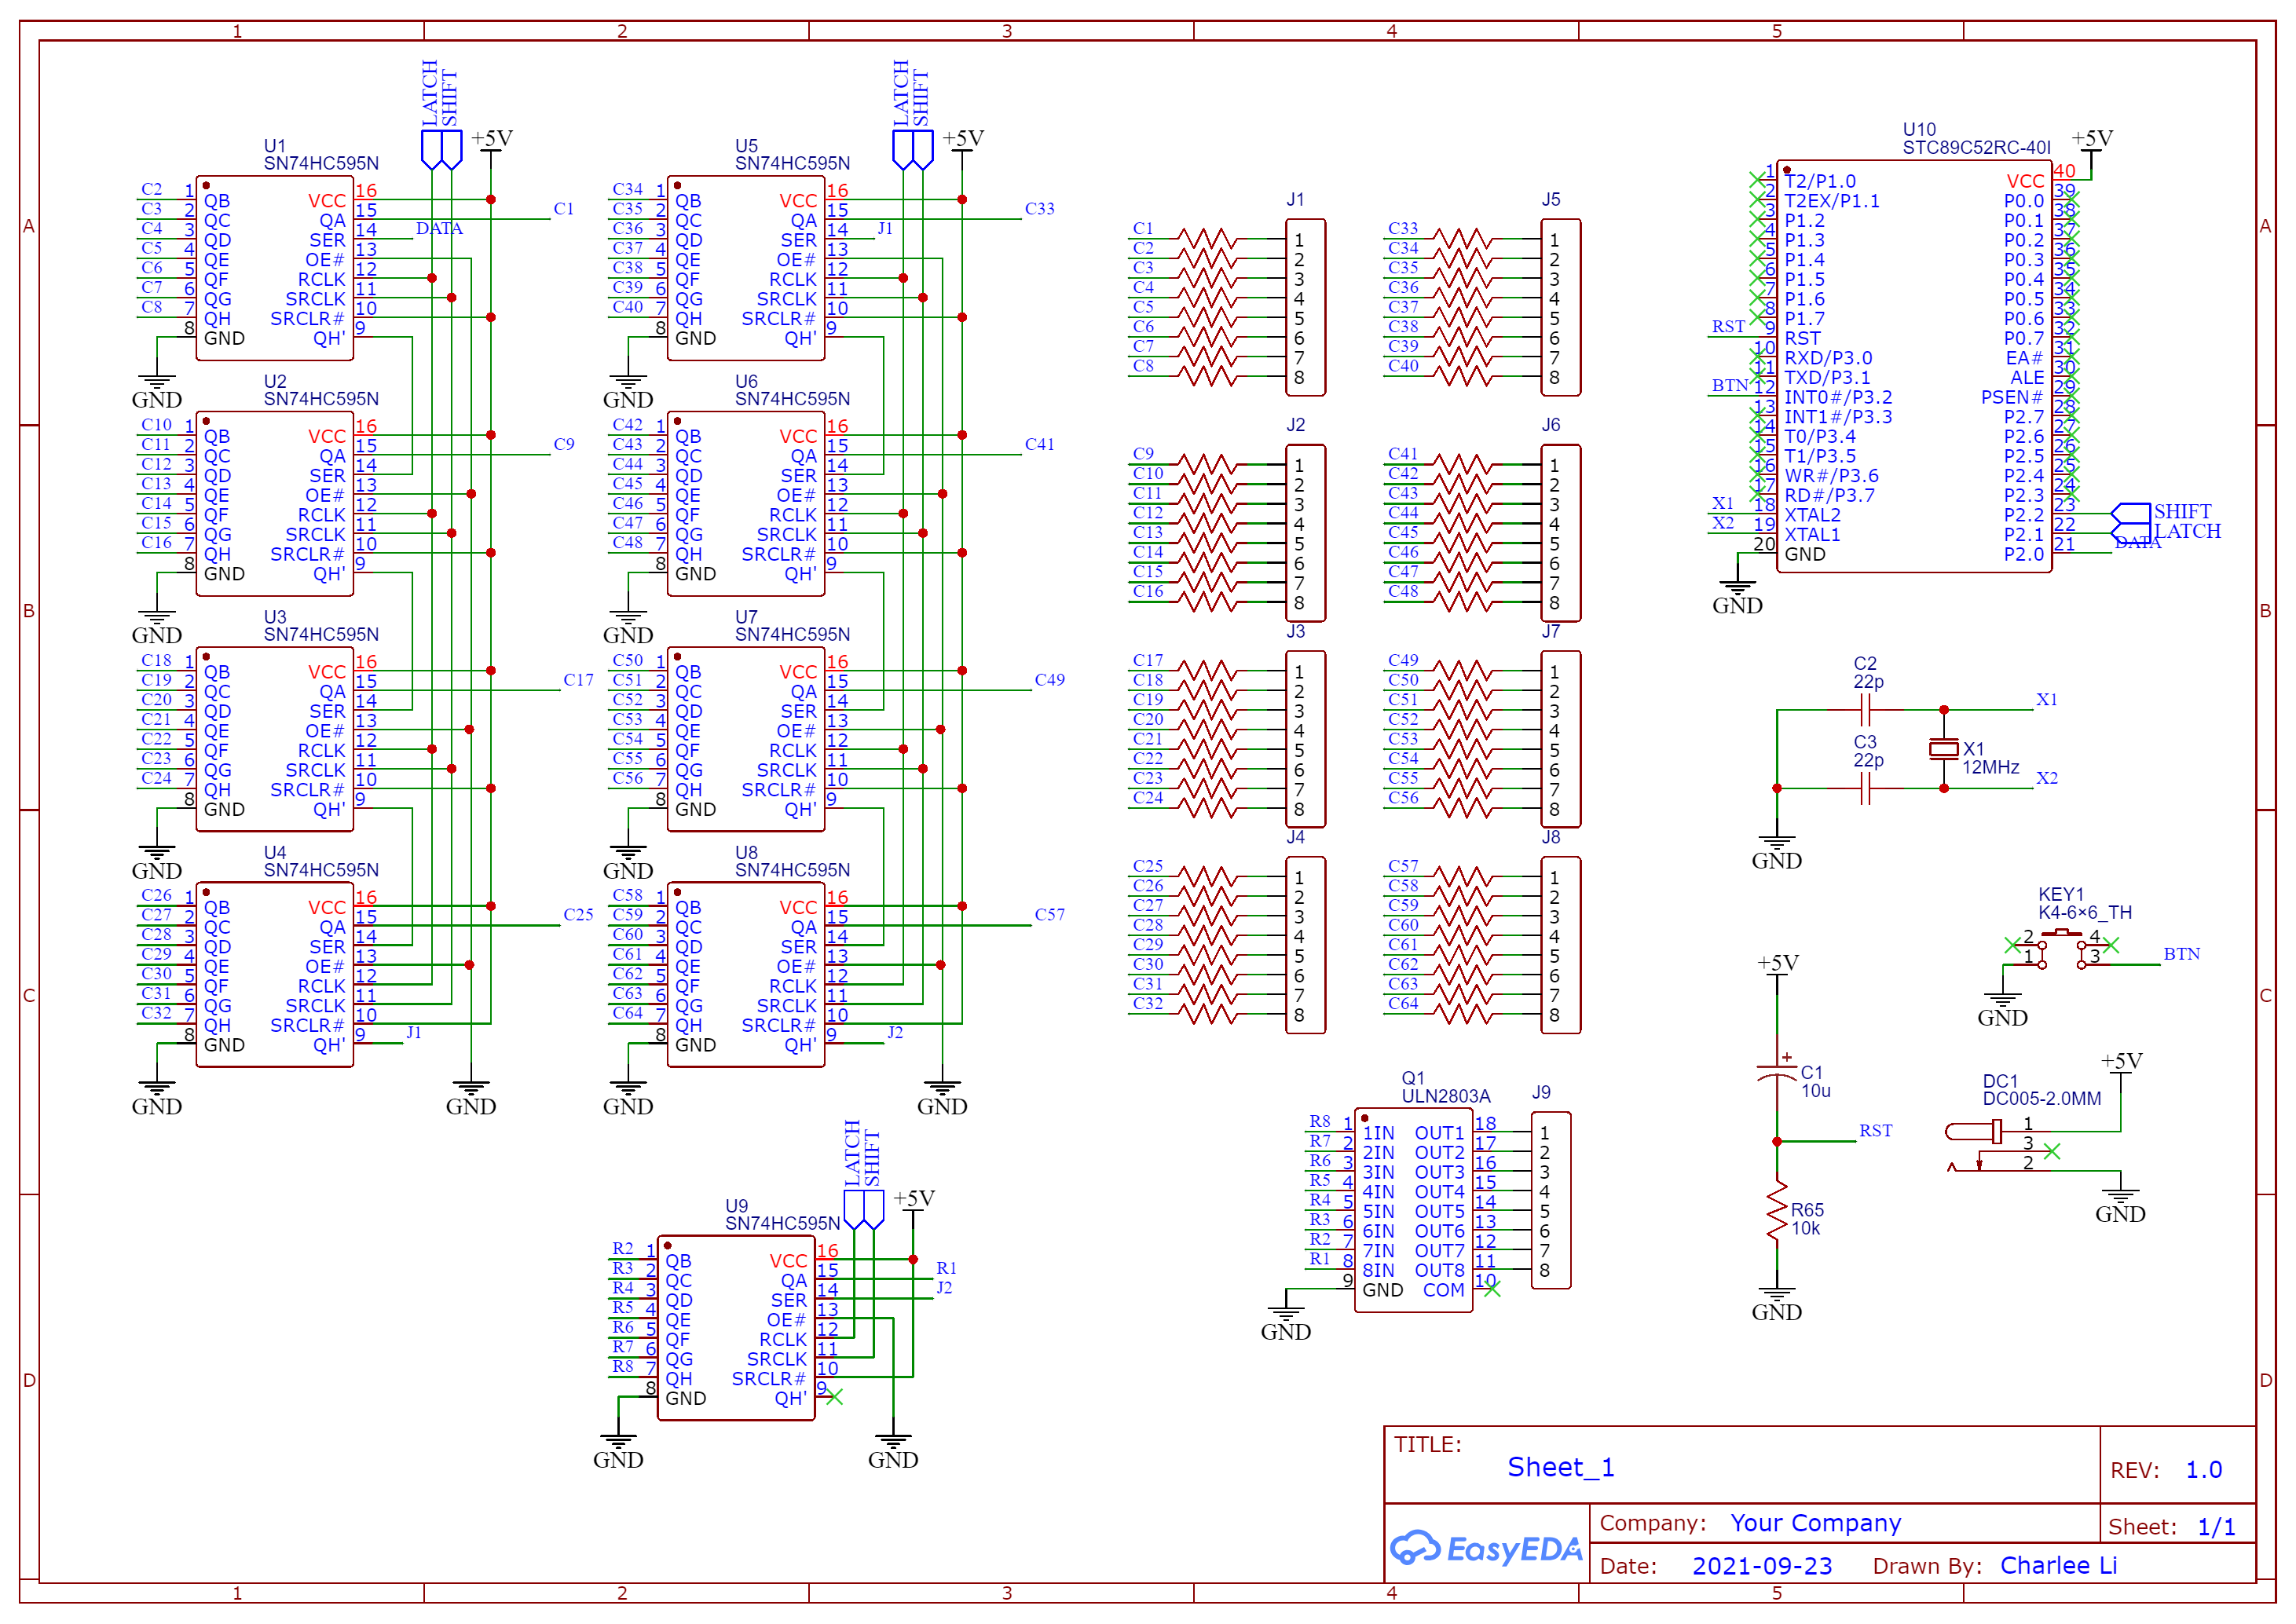 1 2 3 4 5
A A
B B
C C
D D
1 2 3 4 5
LATCH
SHIFT
+5V
U1
SN74HC595N
C2 1 QB VCC 16
C3 2 QC QA 15 C1
C4 3 QD SER 14 DATA
C5 4 QE OE# 13
C6 5 QF RCLK 12
C7 6 QG SRCLK 11
C8 7 QH SRCLR# 10
8 GND QH' 9
GND
U2
SN74HC595N
C10 1 QB VCC 16
C11 2 QC QA 15 C9
C12 3 QD SER 14
C13 4 QE OE# 13
C14 5 QF RCLK 12
C15 6 QG SRCLK 11
C16 7 QH SRCLR# 10
8 GND QH' 9
GND
U3
SN74HC595N
C18 1 QB VCC 16
C19 2 QC QA 15 C17
C20 3 QD SER 14
C21 4 QE OE# 13
C22 5 QF RCLK 12
C23 6 QG SRCLK 11
C24 7 QH SRCLR# 10
8 GND QH' 9
GND
U4
SN74HC595N
C26 1 QB VCC 16
C27 2 QC QA 15 C25
C28 3 QD SER 14
C29 4 QE OE# 13
C30 5 QF RCLK 12
C31 6 QG SRCLK 11
C32 7 QH SRCLR# 10
8 GND QH' 9 J1
GND GND
LATCH
SHIFT
+5V
U5
SN74HC595N
C34 1 QB VCC 16
C35 2 QC QA 15 C33
C36 3 QD SER 14 J1
C37 4 QE OE# 13
C38 5 QF RCLK 12
C39 6 QG SRCLK 11
C40 7 QH SRCLR# 10
8 GND QH' 9
GND
U6
SN74HC595N
C42 1 QB VCC 16
C43 2 QC QA 15 C41
C44 3 QD SER 14
C45 4 QE OE# 13
C46 5 QF RCLK 12
C47 6 QG SRCLK 11
C48 7 QH SRCLR# 10
8 GND QH' 9
GND
U7
SN74HC595N
C50 1 QB VCC 16
C51 2 QC QA 15 C49
C52 3 QD SER 14
C53 4 QE OE# 13
C54 5 QF RCLK 12
C55 6 QG SRCLK 11
C56 7 QH SRCLR# 10
8 GND QH' 9
GND
U8
SN74HC595N
C58 1 QB VCC 16
C59 2 QC QA 15 C57
C60 3 QD SER 14
C61 4 QE OE# 13
C62 5 QF RCLK 12
C63 6 QG SRCLK 11
C64 7 QH SRCLR# 10
8 GND QH' 9 J2
GND GND
LATCH
SHIFT
+5V
U9
SN74HC595N
R2 1 QB VCC 16
R3 2 QC QA 15 R1
R4 3 QD SER 14 J2
R5 4 QE OE# 13
R6 5 QF RCLK 12
R7 6 QG SRCLK 11
R8 7 QH SRCLR# 10
8 GND QH' 9
GND GND
J1
C1 1
C2 2
C3 3
C4 4
C5 5
C6 6
C7 7
C8 8
J2
C9 1
C10 2
C11 3
C12 4
C13 5
C14 6
C15 7
C16 8
J3
C17 1
C18 2
C19 3
C20 4
C21 5
C22 6
C23 7
C24 8
J4
C25 1
C26 2
C27 3
C28 4
C29 5
C30 6
C31 7
C32 8
J5
C33 1
C34 2
C35 3
C36 4
C37 5
C38 6
C39 7
C40 8
J6
C41 1
C42 2
C43 3
C44 4
C45 5
C46 6
C47 7
C48 8
J7
C49 1
C50 2
C51 3
C52 4
C53 5
C54 6
C55 7
C56 8
J8
C57 1
C58 2
C59 3
C60 4
C61 5
C62 6
C63 7
C64 8
Q1
ULN2803A
J9
R8 1 1IN OUT1 18 1
R7 2 2IN OUT2 17 2
R6 3 3IN OUT3 16 3
R5 4 4IN OUT4 15 4
R4 5 5IN OUT5 14 5
R3 6 6IN OUT6 13 6
R2 7 7IN OUT7 12 7
R1 8 8IN OUT8 11 8
9 GND COM 10
GND
U10
STC89C52RC-40I
+5V
1 T2/P1.0 VCC 40
2 T2EX/P1.1 P0.0 39
3 P1.2 P0.1 38
4 P1.3 P0.2 37
5 P1.4 P0.3 36
6 P1.5 P0.4 35
7 P1.6 P0.5 34
8 P1.7 P0.6 33
RST 9 RST P0.7 32
10 RXD/P3.0 EA# 31
11 TXD/P3.1 ALE 30
BTN 12 INT0#/P3.2 PSEN# 29
13 INT1#/P3.3 P2.7 28
14 T0/P3.4 P2.6 27
15 T1/P3.5 P2.5 26
16 WR#/P3.6 P2.4 25
17 RD#/P3.7 P2.3 24
X1 18 XTAL2 P2.2 23 SHIFT
X2 19 XTAL1 P2.1 22 LATCH
20 GND P2.0 21 DATA
GND
C2
22p
X1
C3
22p
X1
12MHz
X2
GND
KEY1
K4-6×6_TH
2 4
1 3 BTN
GND
+5V
C1
10u
RST
R65
10k
GND
+5V
DC1
DC005-2.0MM
1
3
2
GND
TITLE:
Sheet_1
REV: 1.0
EasyEDA
Company: Your Company
Sheet: 1/1
Date: 2021-09-23 Drawn By: Charlee Li